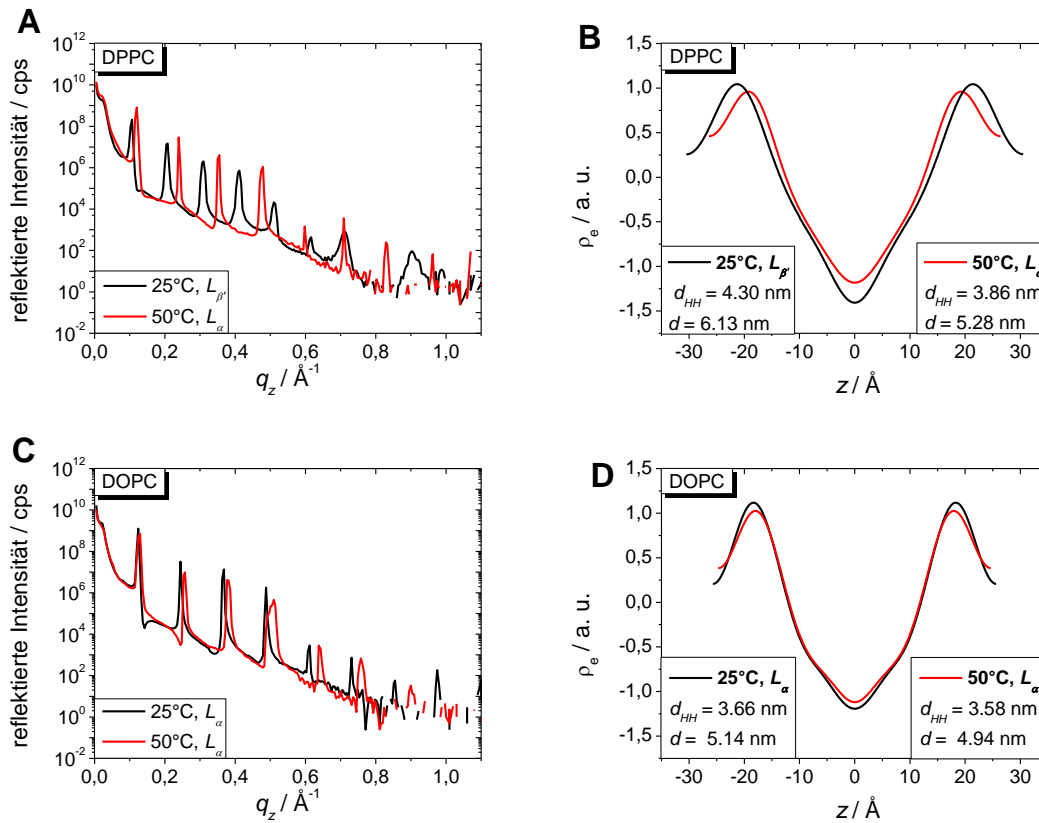 A
DPPC
reflektierte Intensität / cps
10^12
10^10
10^8
10^6
10^4
10^2
10^0
10^-2
25°C, L_β'
50°C, L_α
0,0 0,2 0,4 0,6 0,8 1,0
q_z / Å^-1
B
DPPC
ρ_e / a. u.
1,5
1,0
0,5
0,0
-0,5
-1,0
-1,5
25°C, L_β'
d_HH = 4.30 nm
d = 6.13 nm
50°C, L_α
d_HH = 3.86 nm
d = 5.28 nm
-30 -20 -10 0 10 20 30
z / Å
C
DOPC
reflektierte Intensität / cps
10^12
10^10
10^8
10^6
10^4
10^2
10^0
10^-2
25°C, L_α
50°C, L_α
0,0 0,2 0,4 0,6 0,8 1,0
q_z / Å^-1
D
DOPC
ρ_e / a. u.
1,5
1,0
0,5
0,0
-0,5
-1,0
-1,5
25°C, L_α
d_HH = 3.66 nm
d = 5.14 nm
50°C, L_α
d_HH = 3.58 nm
d = 4.94 nm
-30 -20 -10 0 10 20 30
z / Å